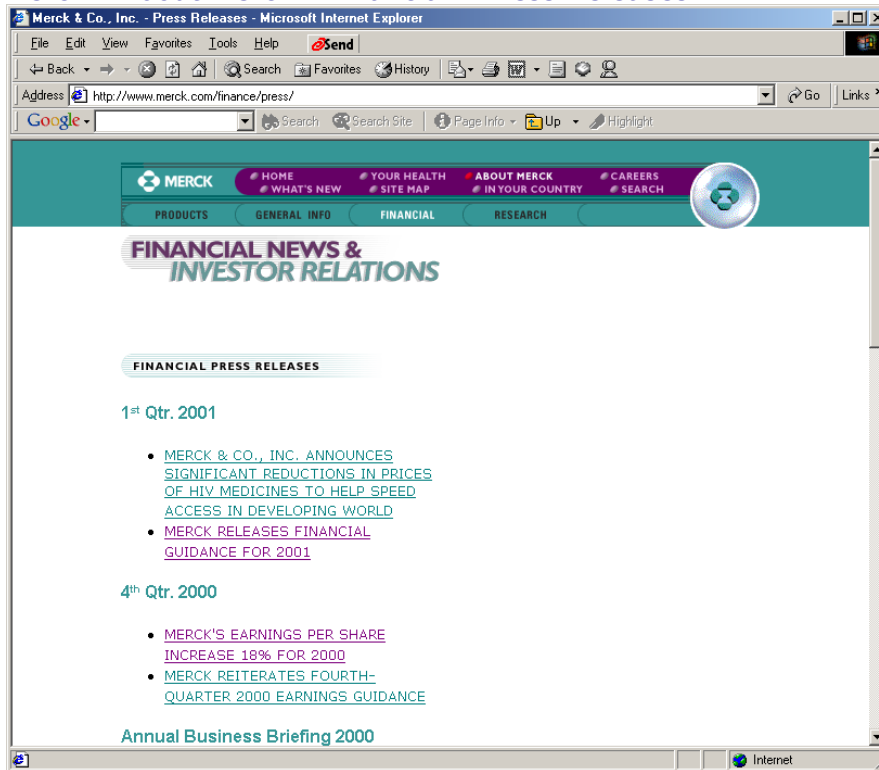 Merck & Co., Inc. - Press Releases - Microsoft Internet Explorer
File Edit View Favorites Tools Help Send
Back Search Favorites History
Address http://www.merck.com/finance/press/ Go Links
Google Search Search Site Page Info Up Highlight
MERCK HOME YOUR HEALTH ABOUT MERCK CAREERS
WHAT'S NEW SITE MAP IN YOUR COUNTRY SEARCH
PRODUCTS GENERAL INFO FINANCIAL RESEARCH
FINANCIAL NEWS &
INVESTOR RELATIONS
FINANCIAL PRESS RELEASES
1st Qtr. 2001
• MERCK & CO., INC. ANNOUNCES
SIGNIFICANT REDUCTIONS IN PRICES
OF HIV MEDICINES TO HELP SPEED
ACCESS IN DEVELOPING WORLD
• MERCK RELEASES FINANCIAL
GUIDANCE FOR 2001
4th Qtr. 2000
• MERCK'S EARNINGS PER SHARE
INCREASE 18% FOR 2000
• MERCK REITERATES FOURTH-
QUARTER 2000 EARNINGS GUIDANCE
Annual Business Briefing 2000
Internet